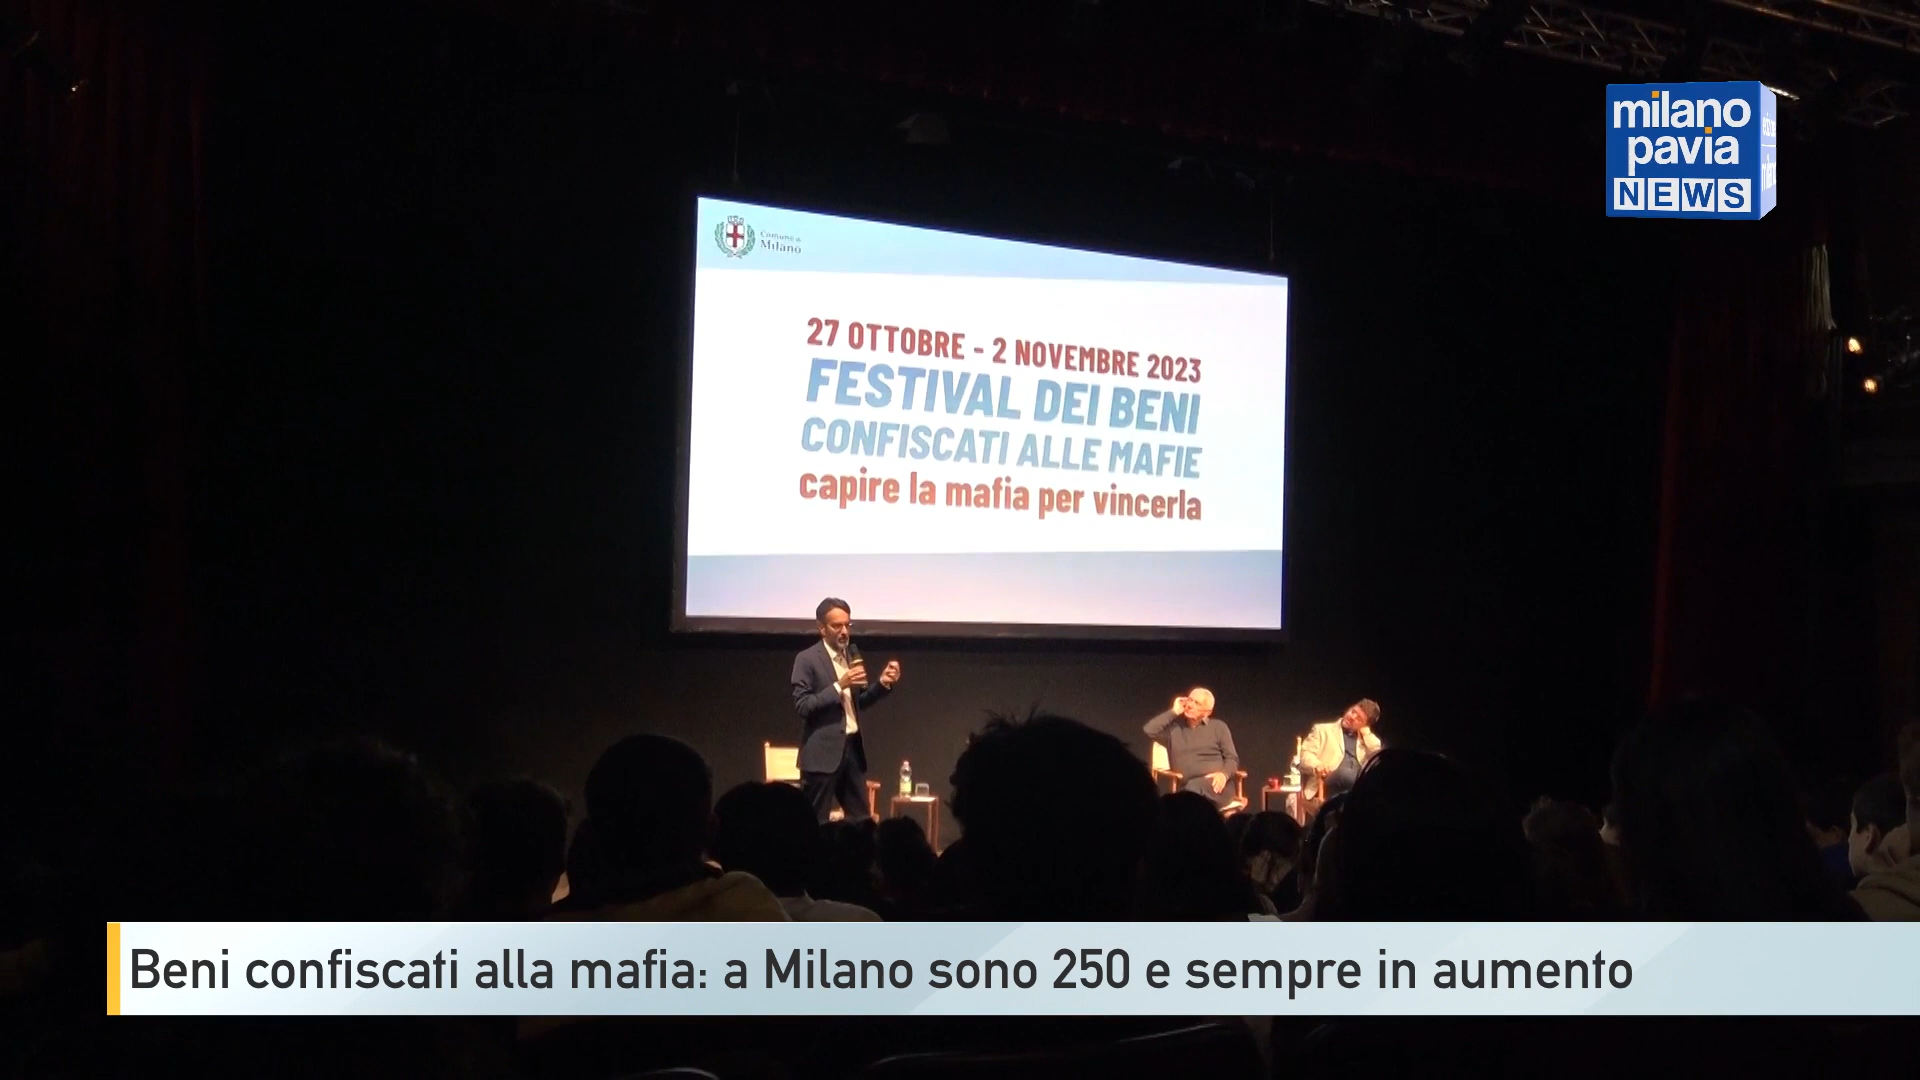 milano
pavia
NEWS
Comune di
Milano
27 OTTOBRE - 2 NOVEMBRE 2023
FESTIVAL DEI BENI
CONFISCATI ALLE MAFIE
capire la mafia per vincerla
Beni confiscati alla mafia: a Milano sono 250 e sempre in aumento